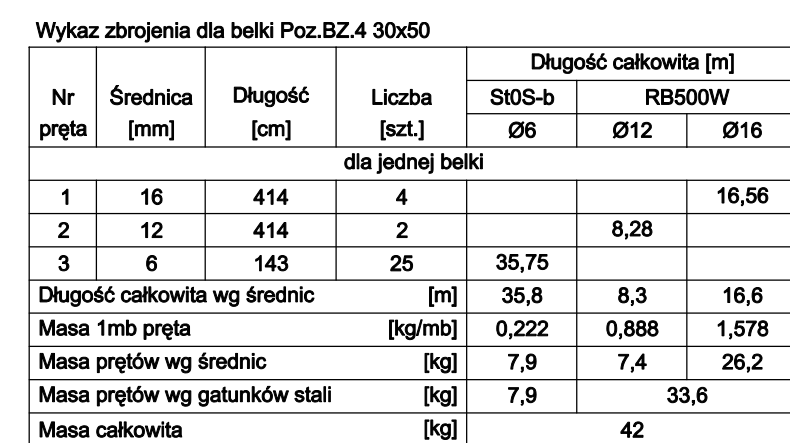 Wykaz zbrojenia dla belki Poz.BZ.4 30x50
Długość całkowita [m]
Nr Średnica Długość Liczba St0S-b RB500W
pręta [mm] [cm] [szt.] Ø6 Ø12 Ø16
dla jednej belki
1 16 414 4 16,56
2 12 414 2 8,28
3 6 143 25 35,75
Długość całkowita wg średnic [m] 35,8 8,3 16,6
Masa 1mb pręta [kg/mb] 0,222 0,888 1,578
Masa prętów wg średnic [kg] 7,9 7,4 26,2
Masa prętów wg gatunków stali [kg] 7,9 33,6
Masa całkowita [kg] 42